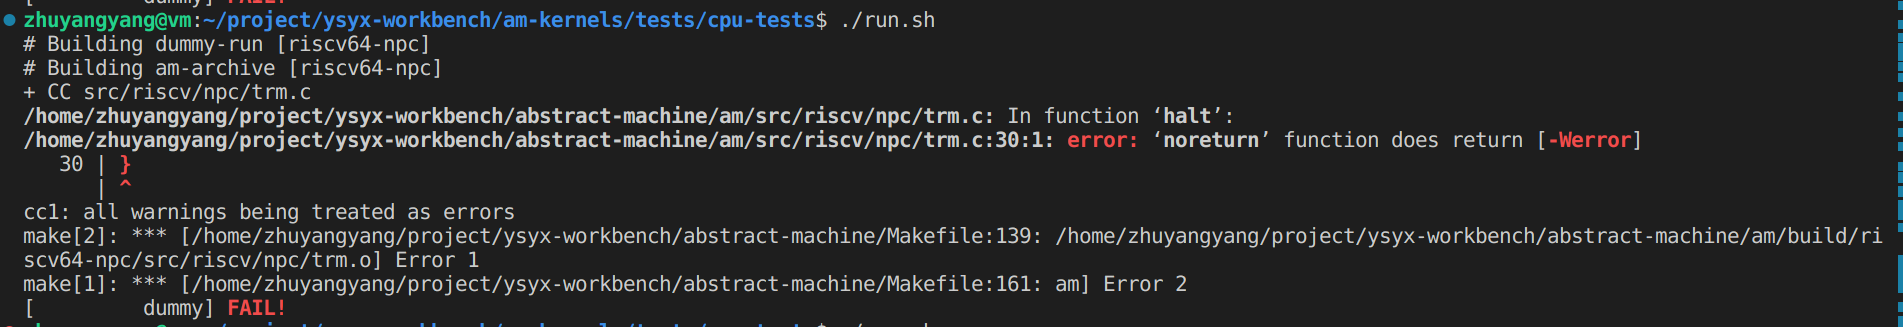 [         dummy] FAIL!
zhuyangyang@vm:~/project/ysyx-workbench/am-kernels/tests/cpu-tests$ ./run.sh
# Building dummy-run [riscv64-npc]
# Building am-archive [riscv64-npc]
+ CC src/riscv/npc/trm.c
/home/zhuyangyang/project/ysyx-workbench/abstract-machine/am/src/riscv/npc/trm.c: In function ‘halt’:
/home/zhuyangyang/project/ysyx-workbench/abstract-machine/am/src/riscv/npc/trm.c:30:1: error: ‘noreturn’ function does return [-Werror]
   30 | }
      | ^
cc1: all warnings being treated as errors
make[2]: *** [/home/zhuyangyang/project/ysyx-workbench/abstract-machine/Makefile:139: /home/zhuyangyang/project/ysyx-workbench/abstract-machine/am/build/ri
scv64-npc/src/riscv/npc/trm.o] Error 1
make[1]: *** [/home/zhuyangyang/project/ysyx-workbench/abstract-machine/Makefile:161: am] Error 2
[         dummy] FAIL!